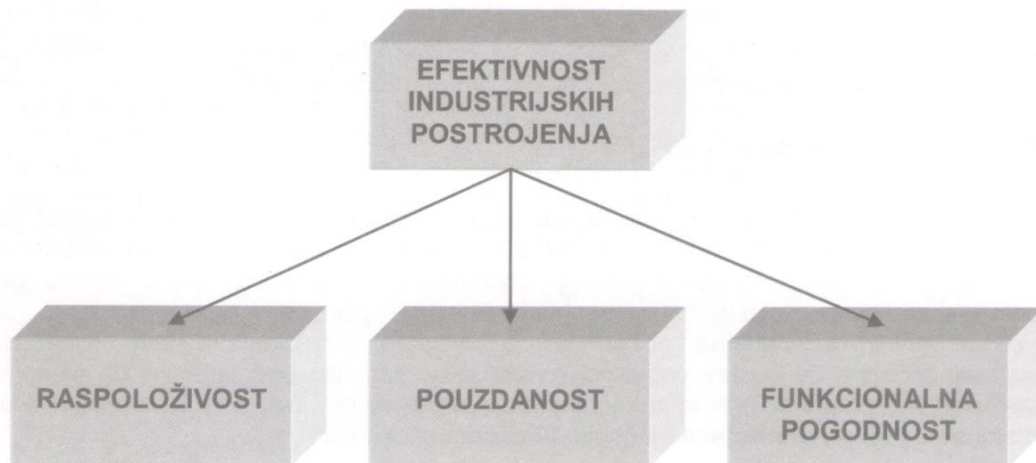 EFEKTIVNOST
INDUSTRIJSKIH
POSTROJENJA
RASPOLOŽIVOST
POUZDANOST
FUNKCIONALNA
POGODNOST